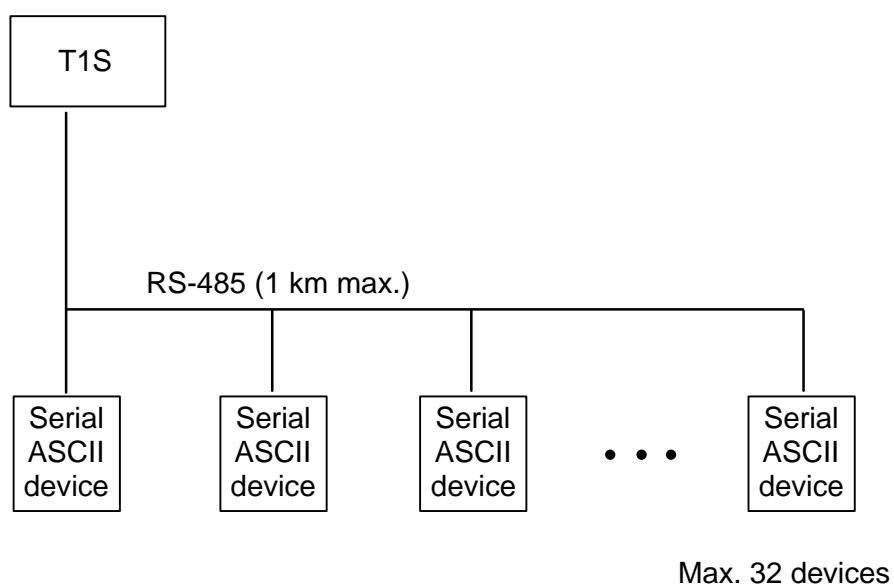 T1S
RS-485 (1 km max.)
Serial
ASCII
device
Serial
ASCII
device
Serial
ASCII
device
Serial
ASCII
device
Max. 32 devices